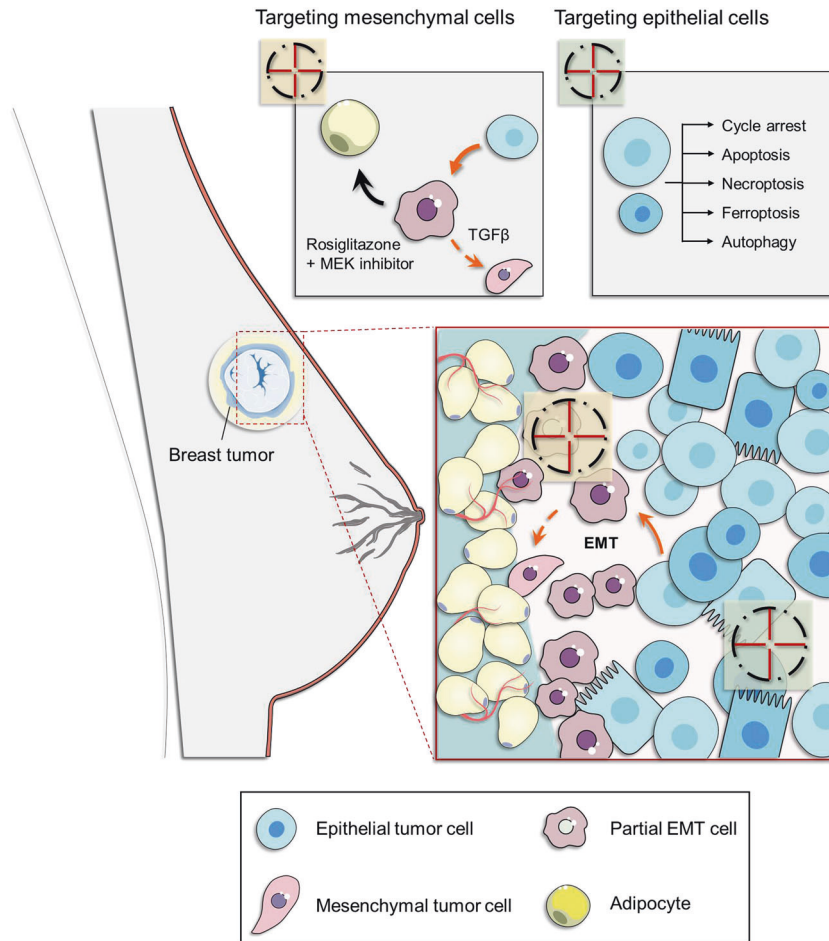 Targeting mesenchymal cells
Targeting epithelial cells
Rosiglitazone
+ MEK inhibitor
TGFβ
Cycle arrest
Apoptosis
Necroptosis
Ferroptosis
Autophagy
Breast tumor
EMT
Epithelial tumor cell
Partial EMT cell
Mesenchymal tumor cell
Adipocyte